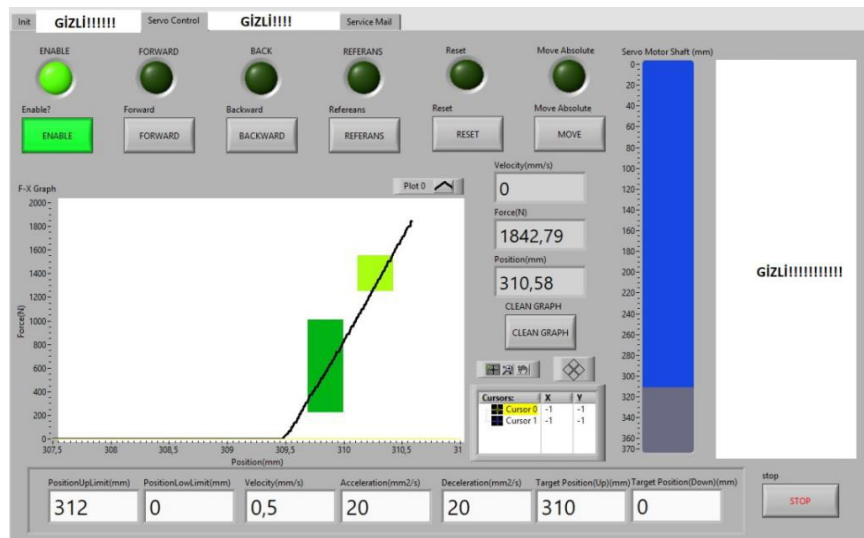 Init GİZLİ!!!!!! Servo Control GİZLİ!!!! Service Mail
ENABLE FORWARD BACK REFERANS Reset Move Absolute Servo Motor Shaft (mm)
Enable? Forward Backward Refereans Reset Move Absolute
ENABLE FORWARD BACKWARD REFERANS RESET MOVE
Velocity(mm/s)
0
Force(N)
1842,79
Position(mm)
310,58
CLEAN GRAPH
CLEAN GRAPH
F-X Graph
Plot 0
2000
1800
1600
1400
1200
1000
800
600
400
200
0
Force(N)
307,5 308 308,5 309 309,5 310 310,5 31
Position(mm)
Cursors: X Y
Cursor 0 -1 -1
Cursor 1 -1 -1
0
20
40
60
80
100
120
140
160
180
200
220
240
260
280
300
320
340
360
370
GİZLİ!!!!!!!!!!!
PositionUpLimit(mm) PositionLowLimit(mm) Velocity(mm/s) Acceleration(mm2/s) Deceleration(mm2/s) Target Position(Up)(mm) Target Position(Down)(mm)
312 0 0,5 20 20 310 0
stop
STOP